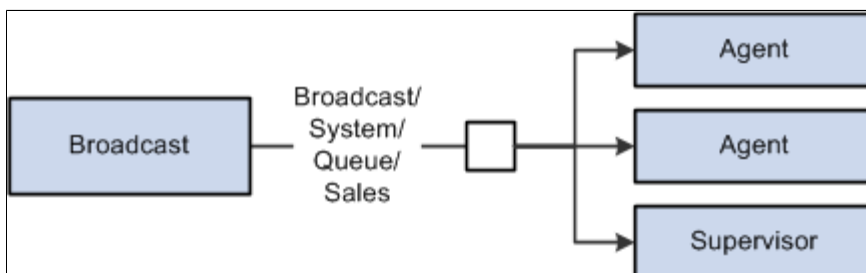 Broadcast
Broadcast/
System/
Queue/
Sales
Agent
Agent
Supervisor